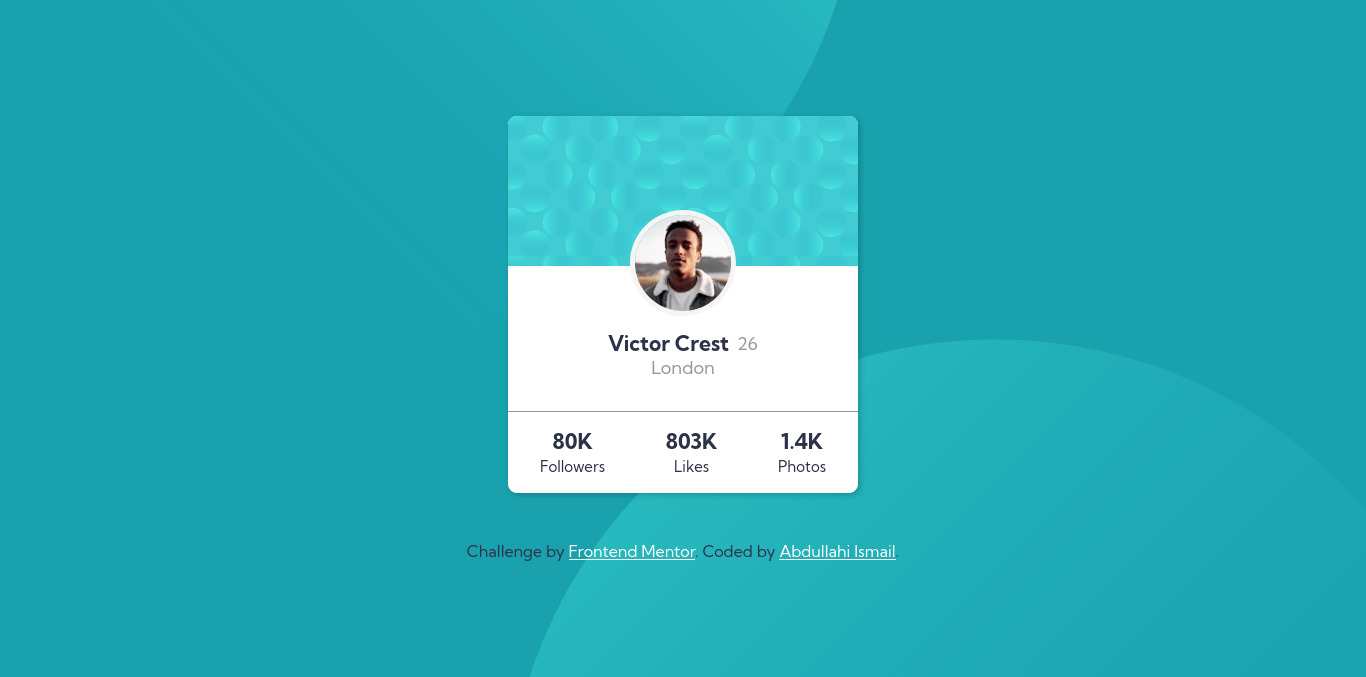 Victor Crest 26
London
80K 803K 1.4K
Followers Likes Photos
Challenge by Frontend Mentor. Coded by Abdullahi Ismail.